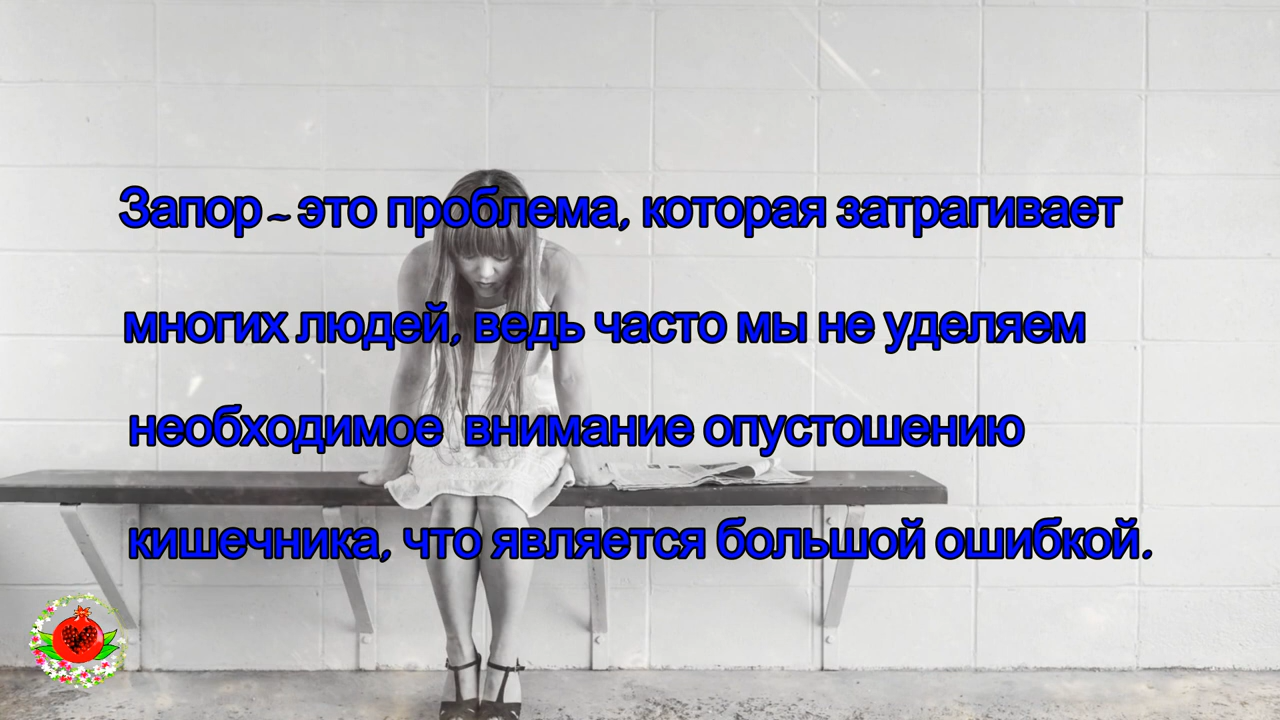 Запор ~ это проблема, которая затрагивает
многих людей, ведь часто мы не уделяем
необходимое внимание опустошению
кишечника, что является большой ошибкой.